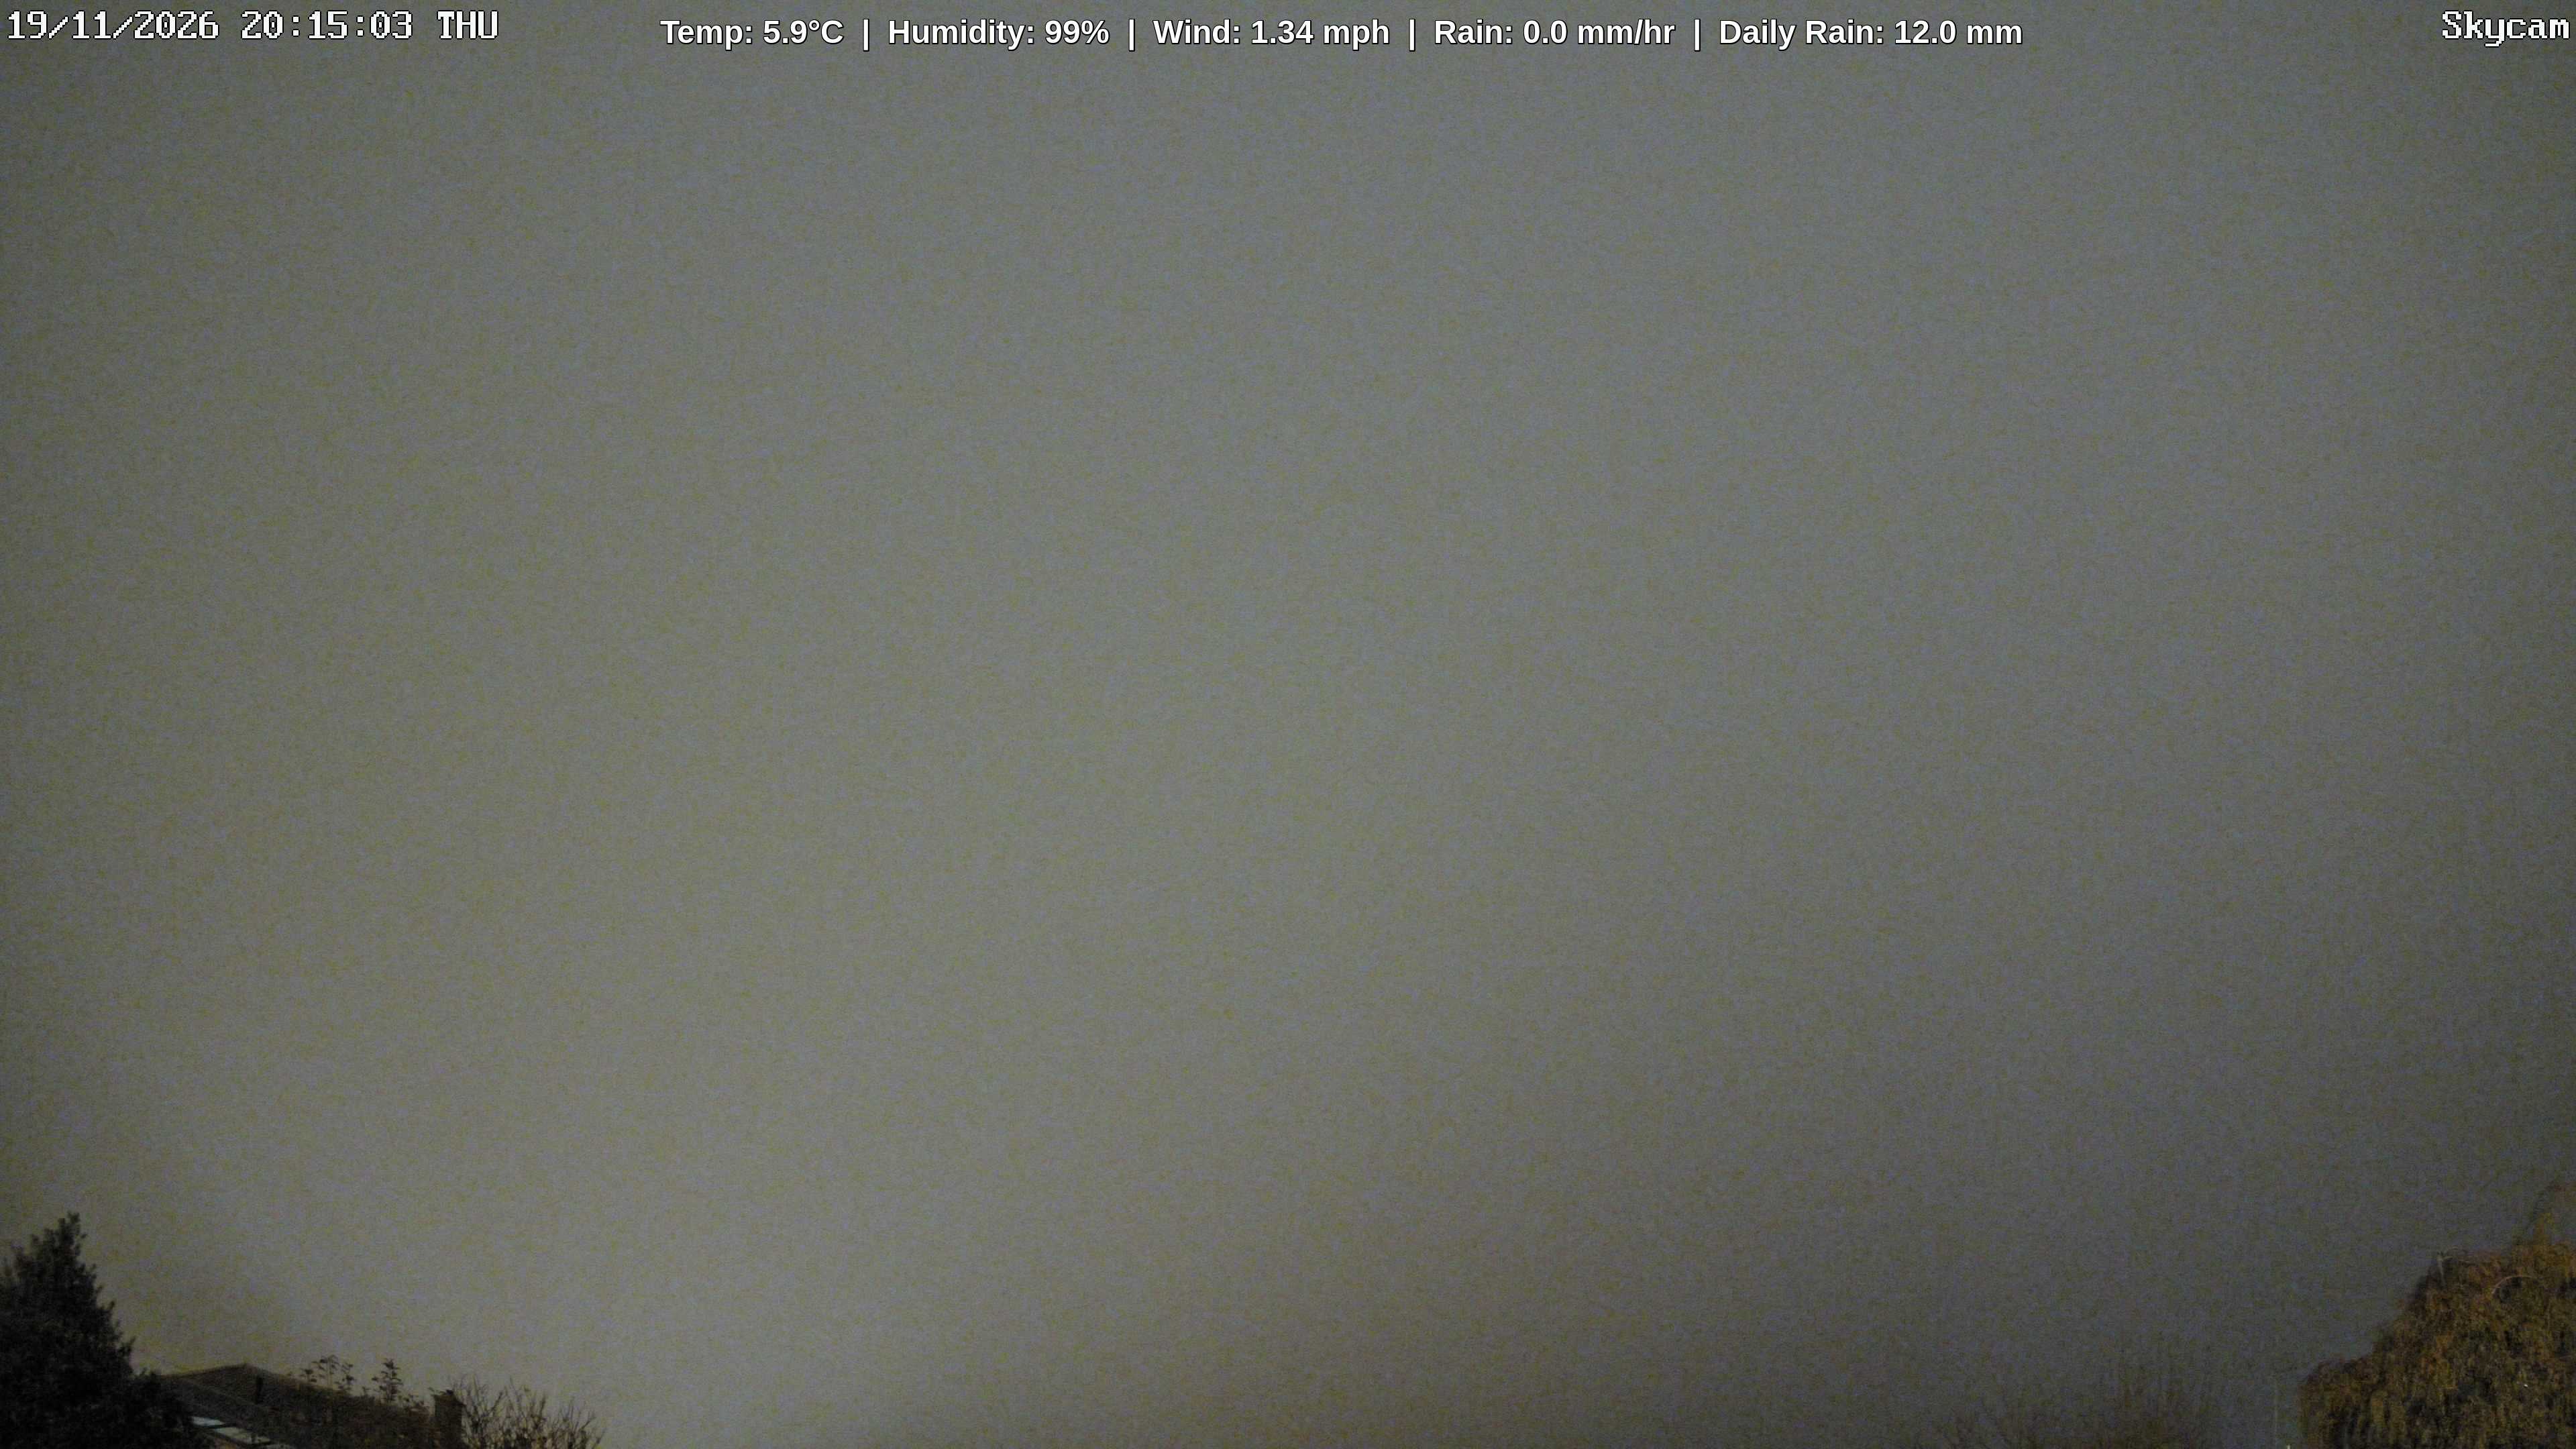 19/11/2026 20:15:03 THU
Temp: 5.9°C | Humidity: 99% | Wind: 1.34 mph | Rain: 0.0 mm/hr | Daily Rain: 12.0 mm
Skycam